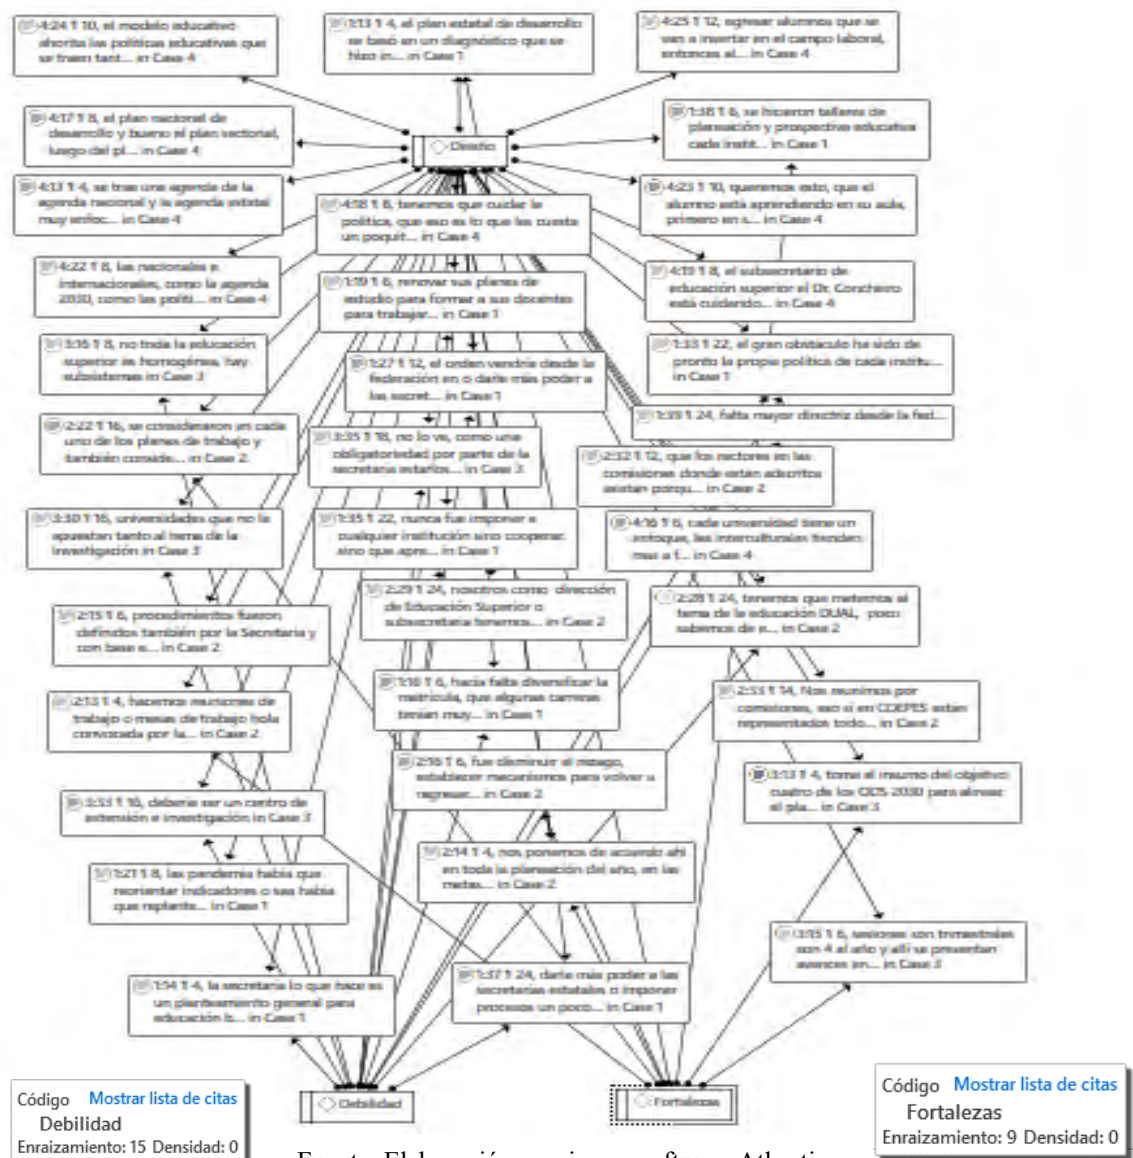 4:24 ¶ 10, el modelo educativo
ahorita las políticas educativas que
se traen tant... in Case 4
1:13 ¶ 4, el plan estatal de desarrollo
se basó en un diagnóstico que se
hizo in... in Case 1
4:25 ¶ 12, egresar alumnos que se
van a insertar en el campo laboral,
entonces al... in Case 4
4:17 ¶ 8, el plan nacional de
desarrollo y bueno el plan sectorial,
luego del pl... in Case 4
Diseño
1:38 ¶ 6, se hicieron talleres de
planeación y prospectiva educativa
cada instit... in Case 1
4:13 ¶ 4, se trae una agenda de la
agenda nacional y la agenda estatal
muy enfoc... in Case 4
4:18 ¶ 8, tenemos que cuidar la
política, que eso es lo que les cuesta
un poquit... in Case 4
4:23 ¶ 10, queremos esto, que el
alumno está aprendiendo en su aula,
primero en s... in Case 4
4:22 ¶ 8, las nacionales e
internacionales, como la agenda
2030, como las políti... in Case 4
1:19 ¶ 6, renovar sus planes de
estudio para formar a sus docentes
para trabajar... in Case 1
4:19 ¶ 8, el subsecretario de
educación superior el Dr. Concheiro
está cuidando... in Case 4
3:16 ¶ 8, no toda la educación
superior es homogénea, hay
subsistemas in Case 3
1:27 ¶ 12, el orden vendría desde la
federación en o darle más poder a
las secret... in Case 1
1:33 ¶ 22, el gran obstáculo ha sido de
pronto la propia política de cada institu...
in Case 1
2:22 ¶ 16, se consideraron en cada
uno de los planes de trabajo y
también conside... in Case 2
3:35 ¶ 18, no lo ve, como una
obligatoriedad por parte de la
secretaría estarlos... in Case 3
1:39 ¶ 24, falta mayor directriz desde la fed...
2:32 ¶ 12, que los rectores en las
comisiones donde están adscritos
asistan porqu... in Case 2
3:30 ¶ 16, universidades que no le
apuestan tanto al tema de la
investigación in Case 3
1:35 ¶ 22, nunca fue imponer a
cualquier institución sino cooperar,
sino que apre... in Case 1
4:16 ¶ 6, cada universidad tiene un
enfoque, las interculturales tienden
mas a f... in Case 4
2:15 ¶ 6, procedimientos fueron
definidos también por la Secretaría y
con base e... in Case 2
2:29 ¶ 24, nosotros como dirección
de Educación Superior o
subsecretaría tenemos... in Case 2
2:28 ¶ 24, tenemos que meternos al
tema de la educación DUAL, poco
sabemos de e... in Case 2
2:13 ¶ 4, hacemos reuniones de
trabajo o mesas de trabajo
convocada por la... in Case 2
1:16 ¶ 6, hacía falta diversificar la
matrícula, que algunas carreras
tenían muy... in Case 1
2:33 ¶ 14, Nos reunimos por
comisiones, eso si en COEPES están
representados todo... in Case 2
3:33 ¶ 16, debería ser un centro de
extensión e investigación in Case 3
2:16 ¶ 6, fue disminuir el rezago,
establecer mecanismos para volver a
regresar... in Case 2
3:13 ¶ 4, tome el insumo del objetivo
cuatro de los ODS 2030 para alinear
el pla... in Case 3
1:21 ¶ 8, las pandemia había que
reorientar indicadores o sea había
que replante... in Case 1
2:14 ¶ 4, nos ponemos de acuerdo ahí
en toda la planeación del año, en las
metas... in Case 2
3:15 ¶ 6, sesiones son trimestrales
son 4 al año y allí se presentan
avances en... in Case 3
1:14 ¶ 4, la secretaría lo que hace es
un planteamiento general para
educación b... in Case 1
1:37 ¶ 24, darle más poder a las
secretarías estatales o imponer
procesos un poco... in Case 1
Debilidad
Fortalezas
Código Mostrar lista de citas
Debilidad
Enraizamiento: 15 Densidad: 0
Código Mostrar lista de citas
Fortalezas
Enraizamiento: 9 Densidad: 0